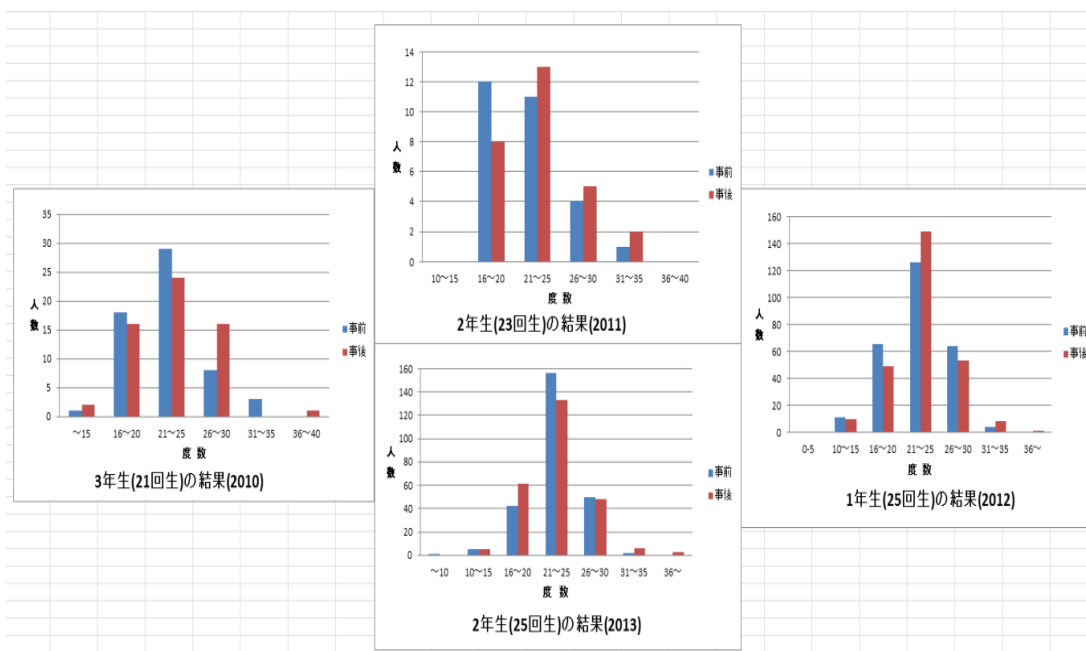 14
12
10
8
6
4
2
0
人数
10～15 16～20 21～25 26～30 31～35 36～40
度数
事前
事後
2年生(23回生)の結果(2011)
35
30
25
20
15
10
5
0
人数
～15 16～20 21～25 26～30 31～35 36～40
度数
事前
事後
3年生(21回生)の結果(2010)
160
140
120
100
80
60
40
20
0
人数
～10 10～15 16～20 21～25 26～30 31～35 36～
度数
事前
事後
2年生(25回生)の結果(2013)
160
140
120
100
80
60
40
20
0
人数
0-5 10～15 16～20 21～25 26～30 31～35 36～
度数
事前
事後
1年生(25回生)の結果(2012)